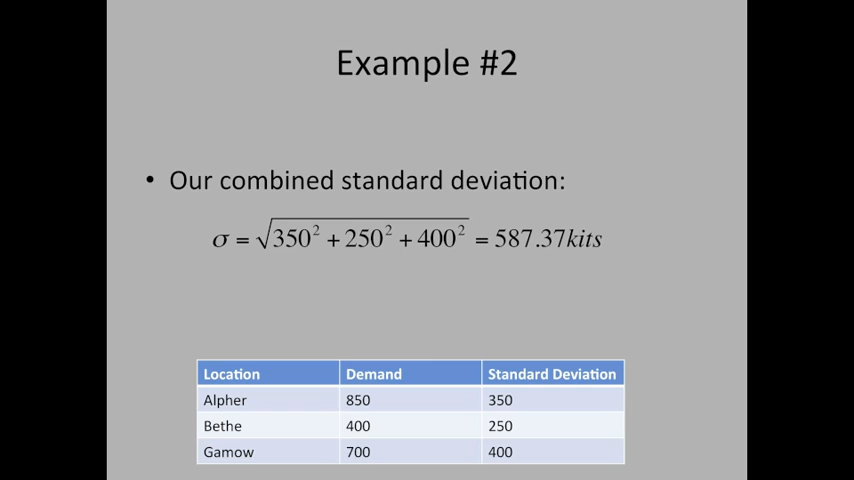 Example #2
• Our combined standard deviation:
σ = √350² + 250² + 400² = 587.37kits
Location Demand Standard Deviation
Alpher 850 350
Bethe 400 250
Gamow 700 400